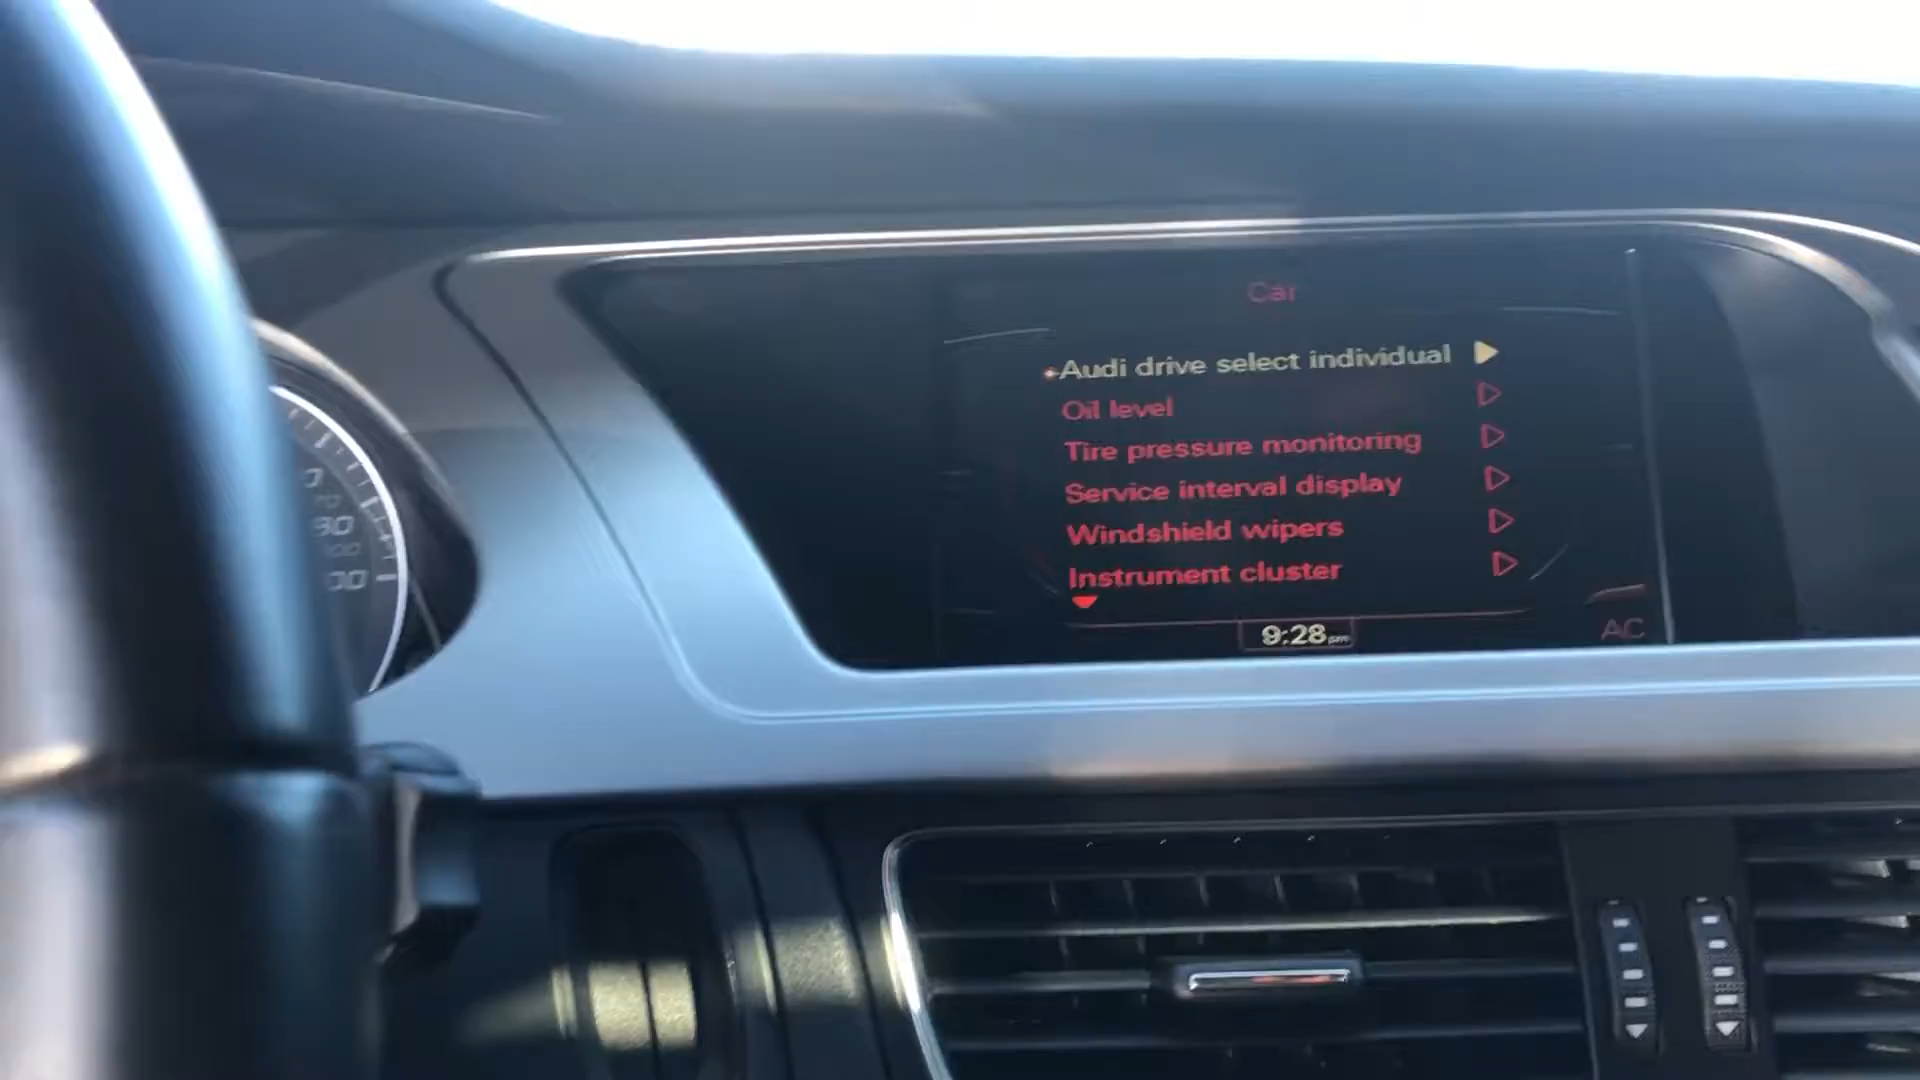 Car
Audi drive select individual
Oil level
Tire pressure monitoring
Service interval display
Windshield wipers
Instrument cluster
9:28 pm
AC